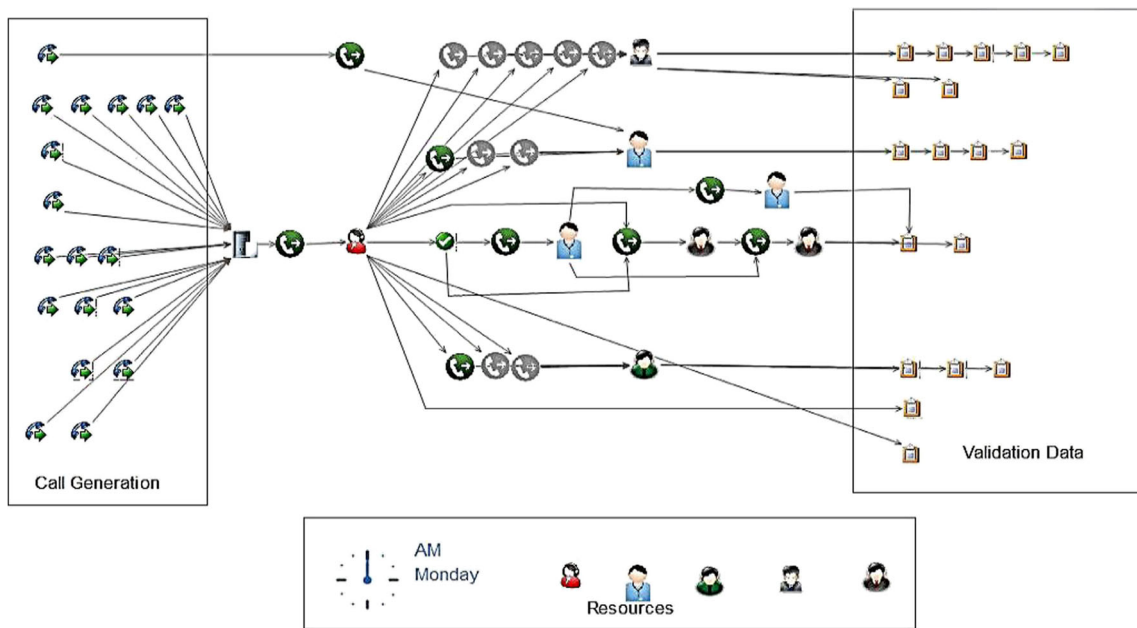 Call Generation
Validation Data
AM
Monday
Resources